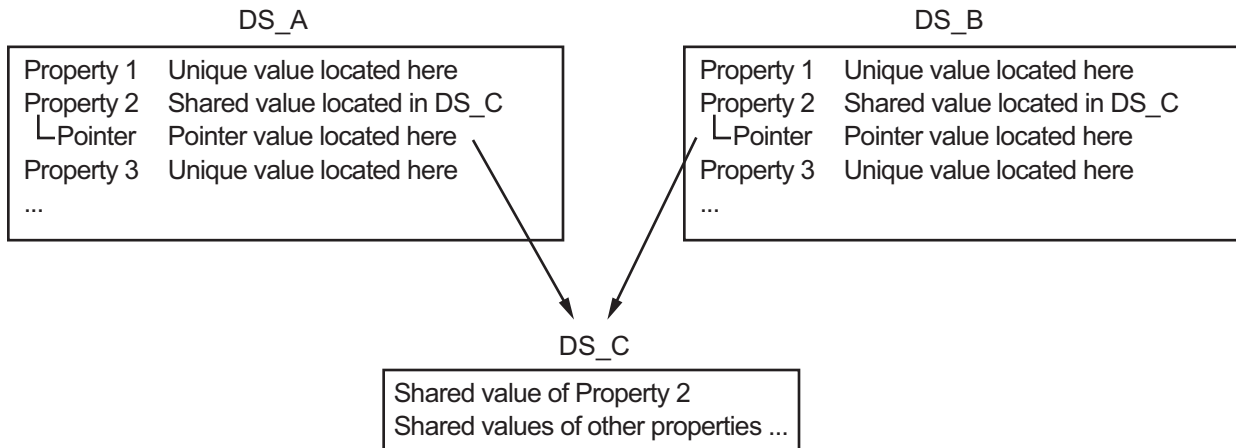 DS_A
Property 1 Unique value located here
Property 2 Shared value located in DS_C
Pointer Pointer value located here
Property 3 Unique value located here
...
DS_B
Property 1 Unique value located here
Property 2 Shared value located in DS_C
Pointer Pointer value located here
Property 3 Unique value located here
...
DS_C
Shared value of Property 2
Shared values of other properties ...